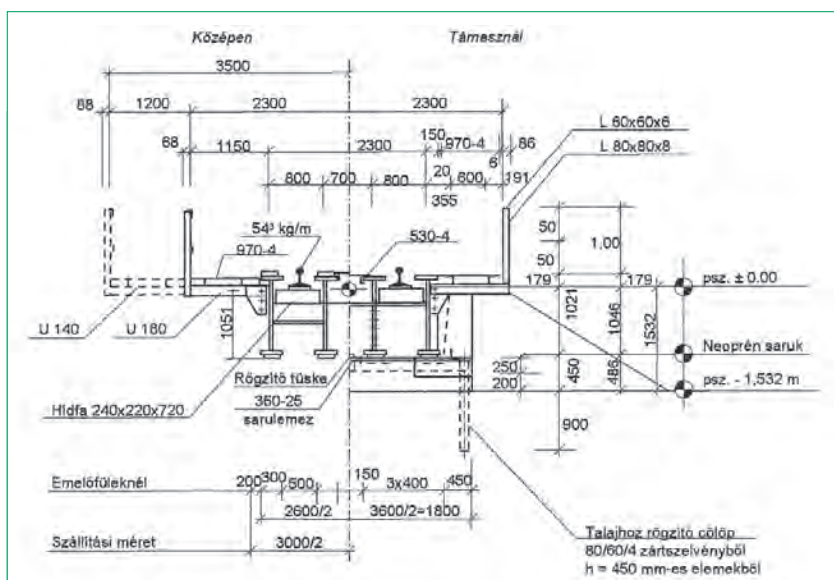 Középen Támasznál
3500
88 1200 2300 2300
68 1150 2300 150 970-4 86
6
L 60x60x6
L 80x80x8
800 700 800 20 600 191
355
54³ kg/m 530-4
970-4
50
50
1,00
179 179
psz. ± 0.00
U 140 U 180
1051
1021 1046 1532
Neoprén saruk
Rögzítő tüske
360-25
sarulemez
250
200
450 486
psz. - 1,532 m
Hídfa 240x220x720
900
Emelőfüleknél
200 300 500 150 3x400 450
2600/2 3600/2=1800
Szállítási méret 3000/2
Talajhoz rögzítő cölöp
80/60/4 zártszelvényből
h = 450 mm-es elemekből